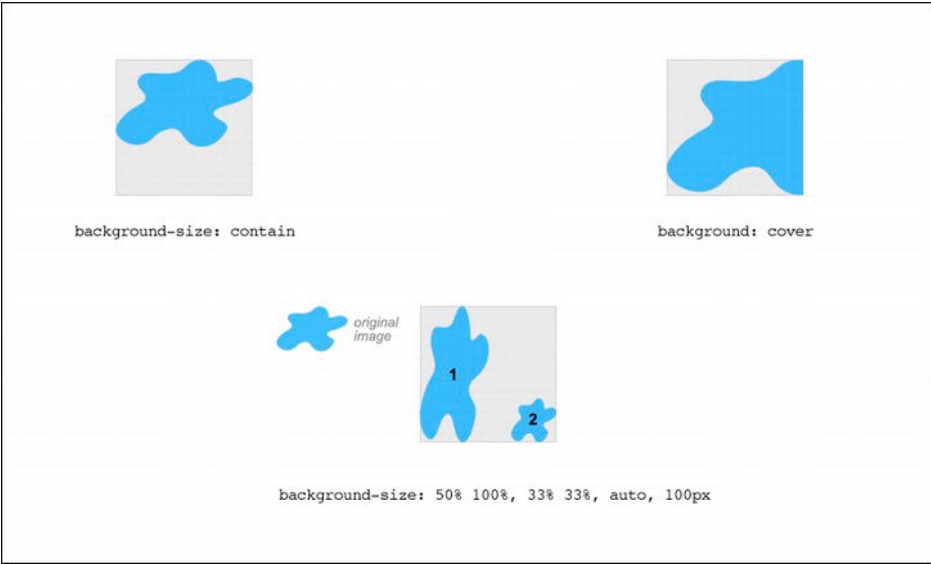 background-size: contain
background: cover
original
image
1
2
background-size: 50% 100%, 33% 33%, auto, 100px